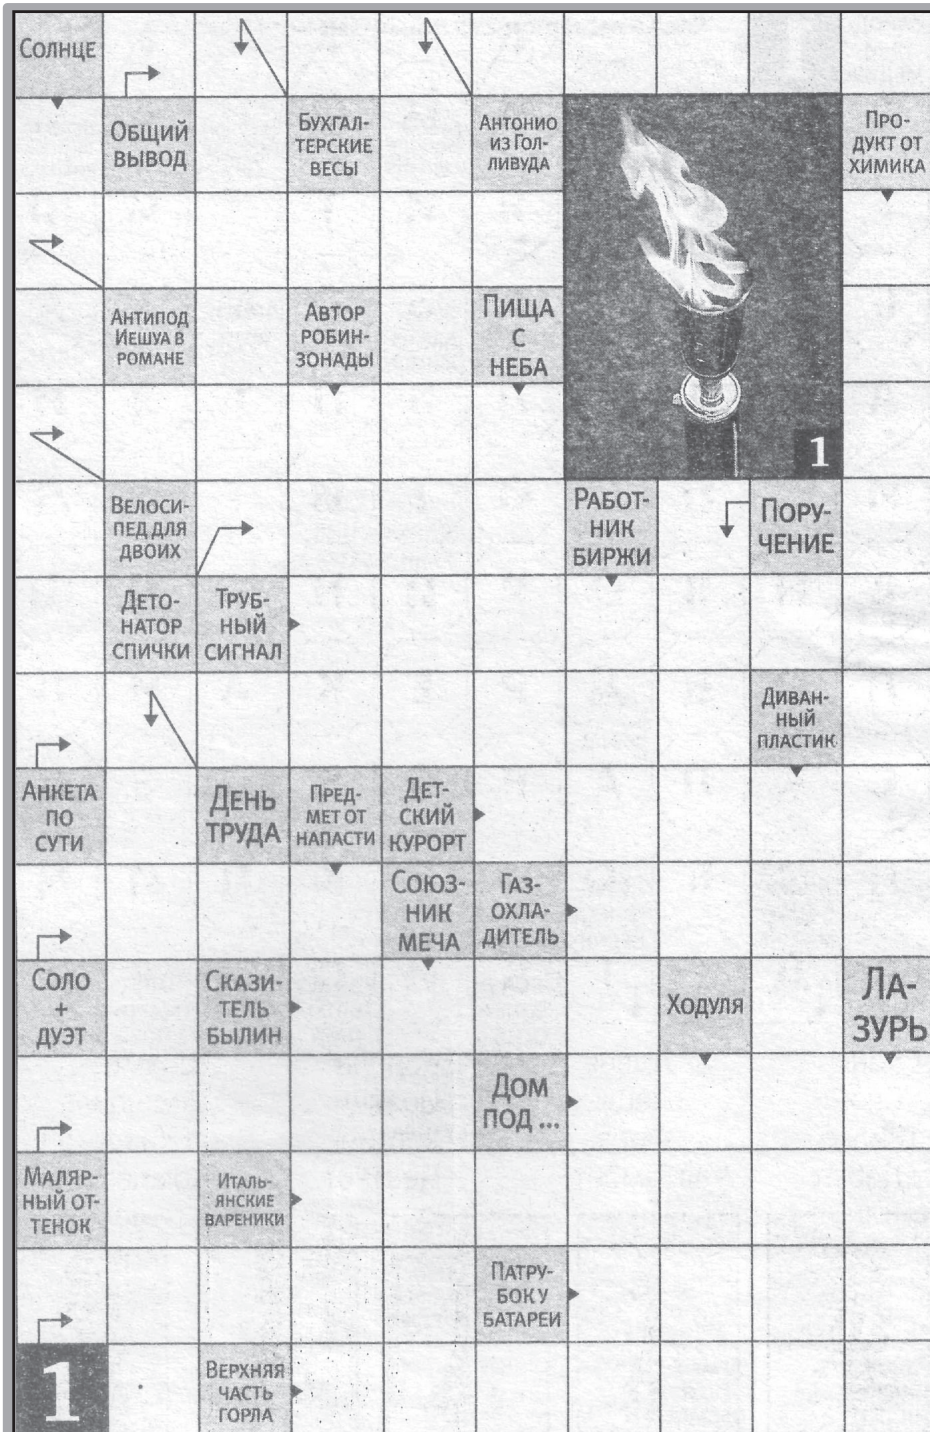 Солнце
Общий
вывод
Бухгал-
терские
весы
Антонио
из Гол-
ливуда
Про-
дукт от
химика
Антипод
Иешуа в
романе
Автор
робин-
зонады
Пища
с
неба
1
Велоси-
пед для
двоих
Работ-
ник
биржи
Пору-
чение
Дето-
натор
спички
Труб-
ный
сигнал
Диван-
ный
пластик
Анкета
по
сути
День
труда
Пред-
мет от
напасти
Дет-
ский
курорт
Союз-
ник
меча
Газ-
охла-
дитель
Соло
+
дуэт
Сказы-
тель
былин
Ходуля
Ла-
зурь
Дом
под ...
Маляр-
ный от-
тенок
Италь-
янские
вареники
Патру-
бок у
батареи
1
Верхняя
часть
горла